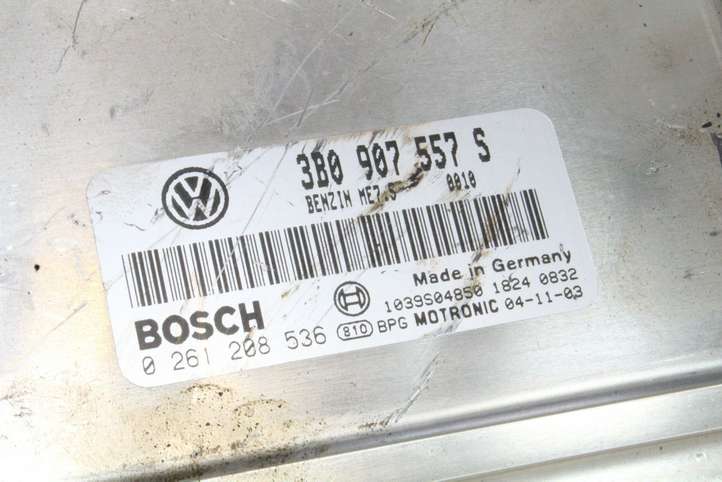 3B0 907 557 S
BENZIN ME7.5 0010
Made in Germany
BOSCH 1039S04850 1824 0832
0 261 208 536 810 BPG MOTRONIC 04-11-03